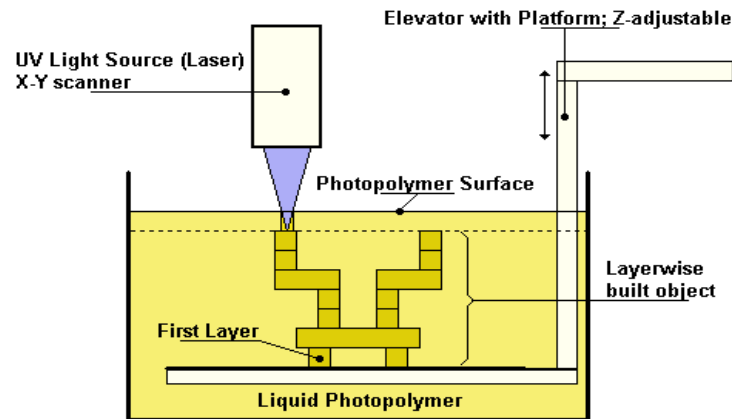 Elevator with Platform; Z-adjustable
UV Light Source (Laser)
X-Y scanner
Photopolymer Surface
Layerwise
built object
First Layer
Liquid Photopolymer